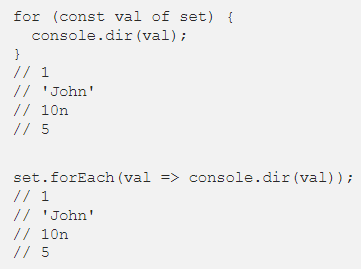 for (const val of set) {
  console.dir(val);
}
// 1
// 'John'
// 10n
// 5

set.forEach(val => console.dir(val));
// 1
// 'John'
// 10n
// 5